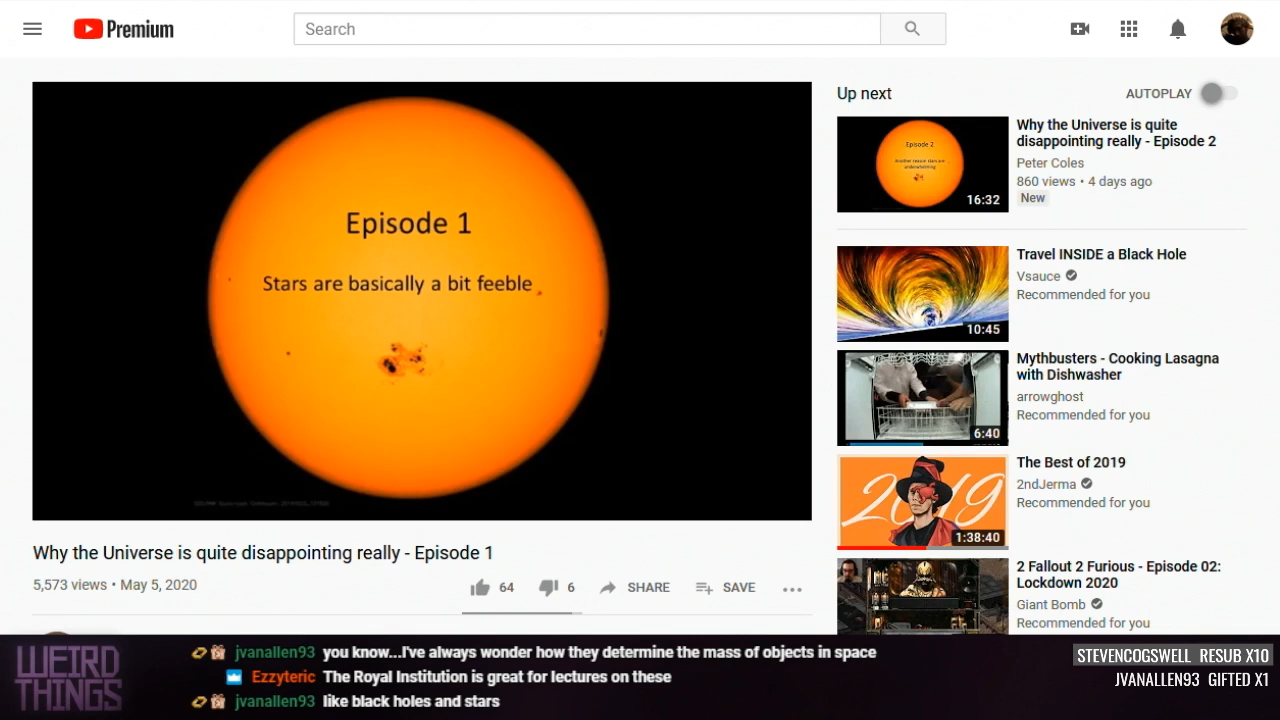 Premium
Search
Episode 1
Stars are basically a bit feeble
Why the Universe is quite disappointing really - Episode 1
5,573 views • May 5, 2020
64
6
SHARE
SAVE
Up next
AUTOPLAY
Episode 2
Another reason stars are
underwhelming
16:32
Why the Universe is quite
disappointing really - Episode 2
Peter Coles
860 views • 4 days ago
New
10:45
Travel INSIDE a Black Hole
Vsauce
Recommended for you
6:40
Mythbusters - Cooking Lasagna
with Dishwasher
arrowghost
Recommended for you
2019
1:38:40
The Best of 2019
2ndJerma
Recommended for you
2 Fallout 2 Furious - Episode 02:
Lockdown 2020
Giant Bomb
Recommended for you
WEIRD
THINGS
jvanallen93 you know...I've always wonder how they determine the mass of objects in space
Ezzyteric The Royal Institution is great for lectures on these
jvanallen93 like black holes and stars
STEVENCOGSWELL RESUB X10
JVANALLEN93 GIFTED X1